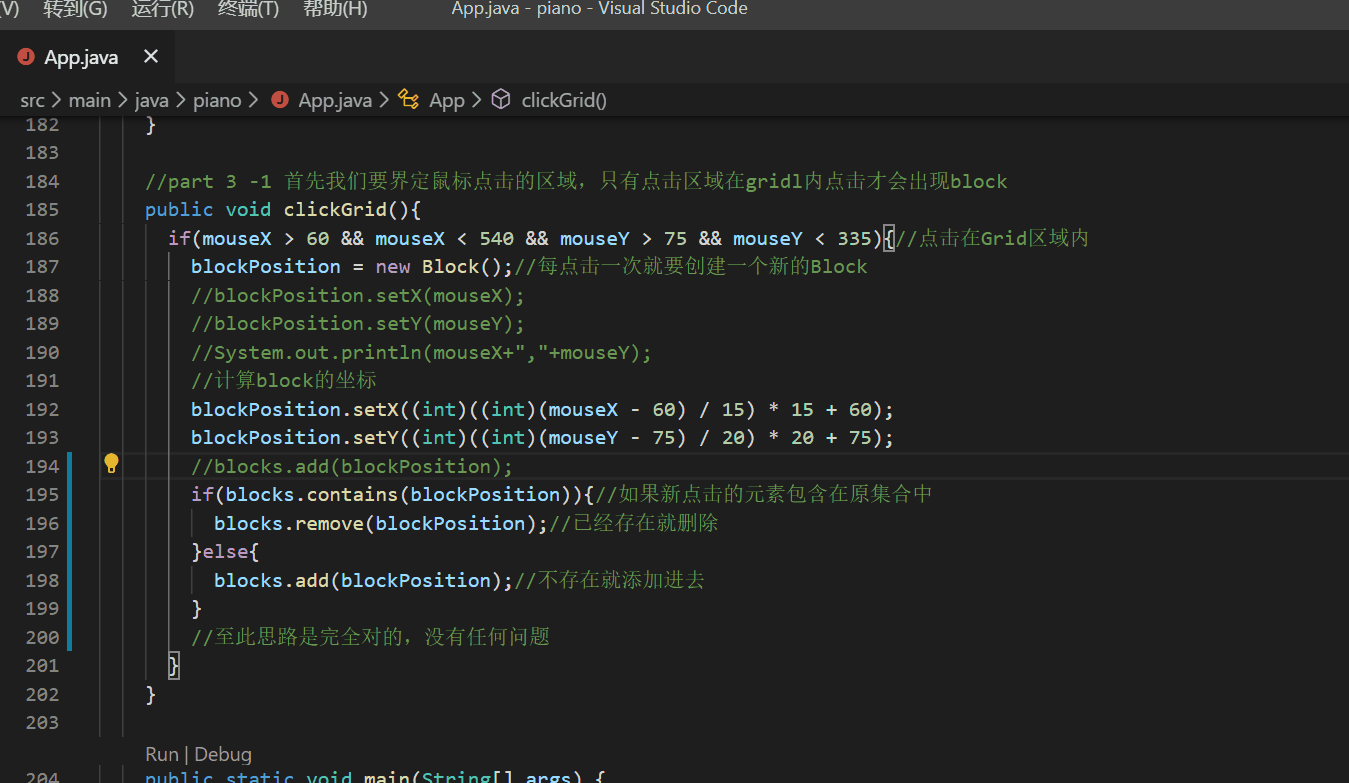 V) 转到(G) 运行(R) 终端(T) 帮助(H) App.java - piano - Visual Studio Code
App.java
src > main > java > piano > App.java > App > clickGrid()
182 }
183
184 //part 3 -1 首先我们要界定鼠标点击的区域，只有点击区域在gridl内点击才会出现block
185 public void clickGrid(){
186 if(mouseX > 60 && mouseX < 540 && mouseY > 75 && mouseY < 335){//点击在Grid区域内
187 blockPosition = new Block();//每点击一次就要创建一个新的Block
188 //blockPosition.setX(mouseX);
189 //blockPosition.setY(mouseY);
190 //System.out.println(mouseX+","+mouseY);
191 //计算block的坐标
192 blockPosition.setX((int)((int)(mouseX - 60) / 15) * 15 + 60);
193 blockPosition.setY((int)((int)(mouseY - 75) / 20) * 20 + 75);
194 //blocks.add(blockPosition);
195 if(blocks.contains(blockPosition)){//如果新点击的元素包含在原集合中
196 blocks.remove(blockPosition);//已经存在就删除
197 }else{
198 blocks.add(blockPosition);//不存在就添加进去
199 }
200 //至此思路是完全对的，没有任何问题
201 }
202 }
203
Run | Debug
204 public static void main(String[] args) {